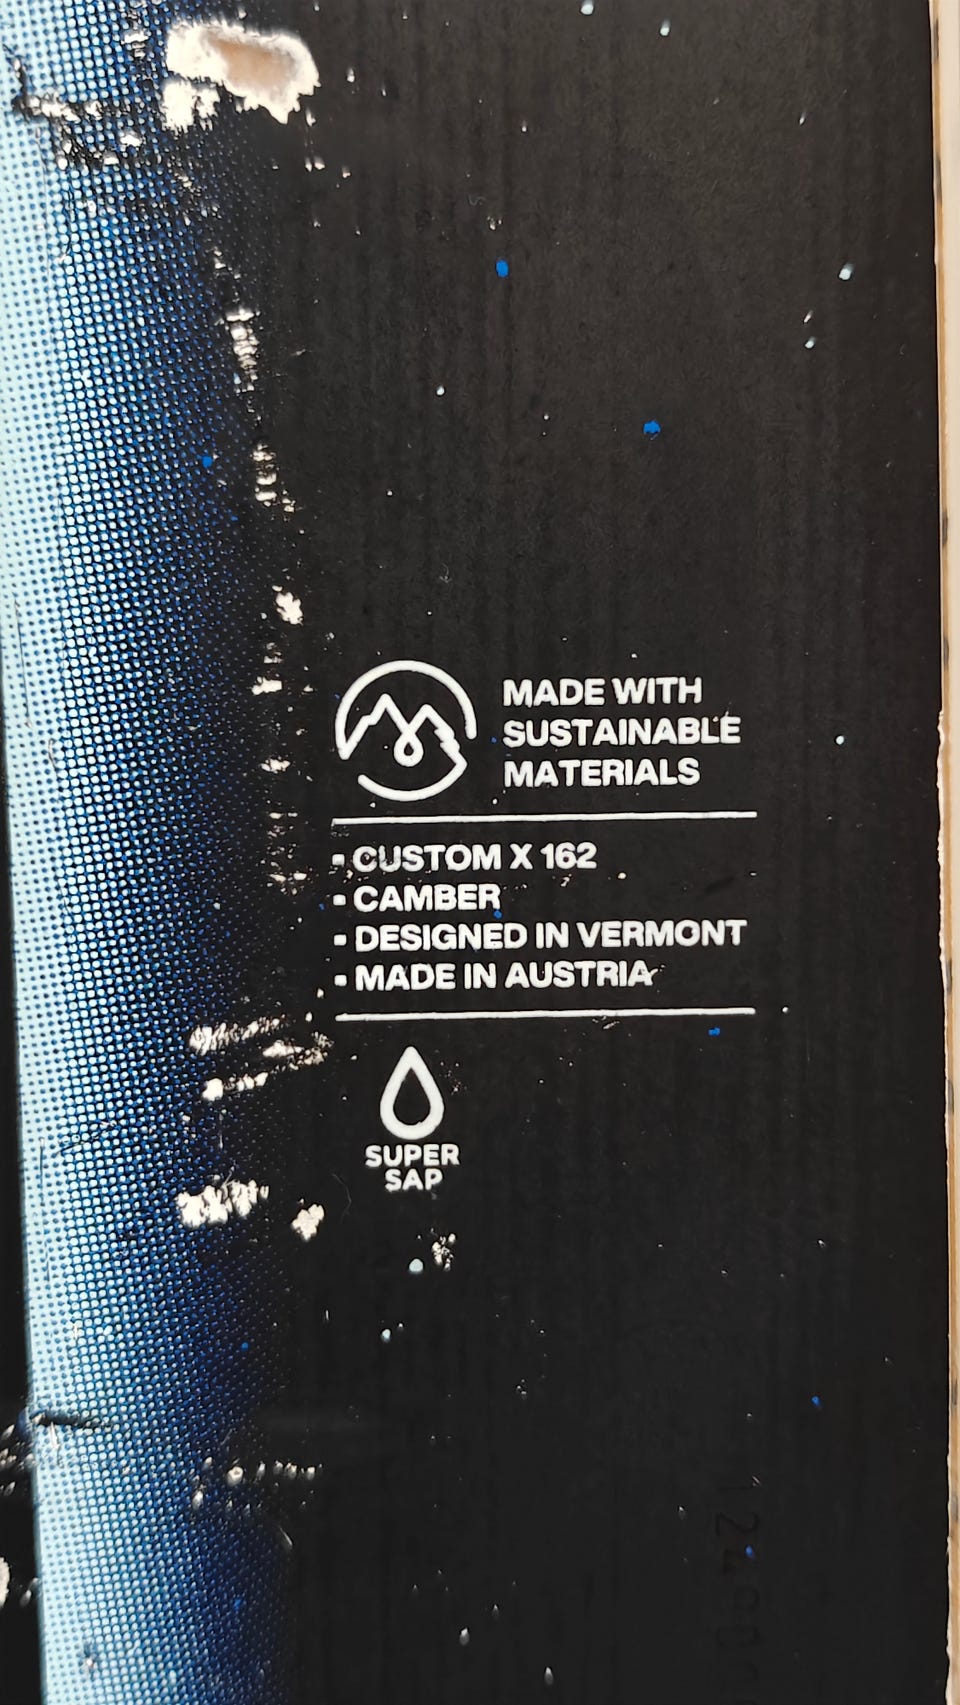 MADE WITH
SUSTAINABLE
MATERIALS
▪ CUSTOM X 162
▪ CAMBER
▪ DESIGNED IN VERMONT
▪ MADE IN AUSTRIA
SUPER
SAP